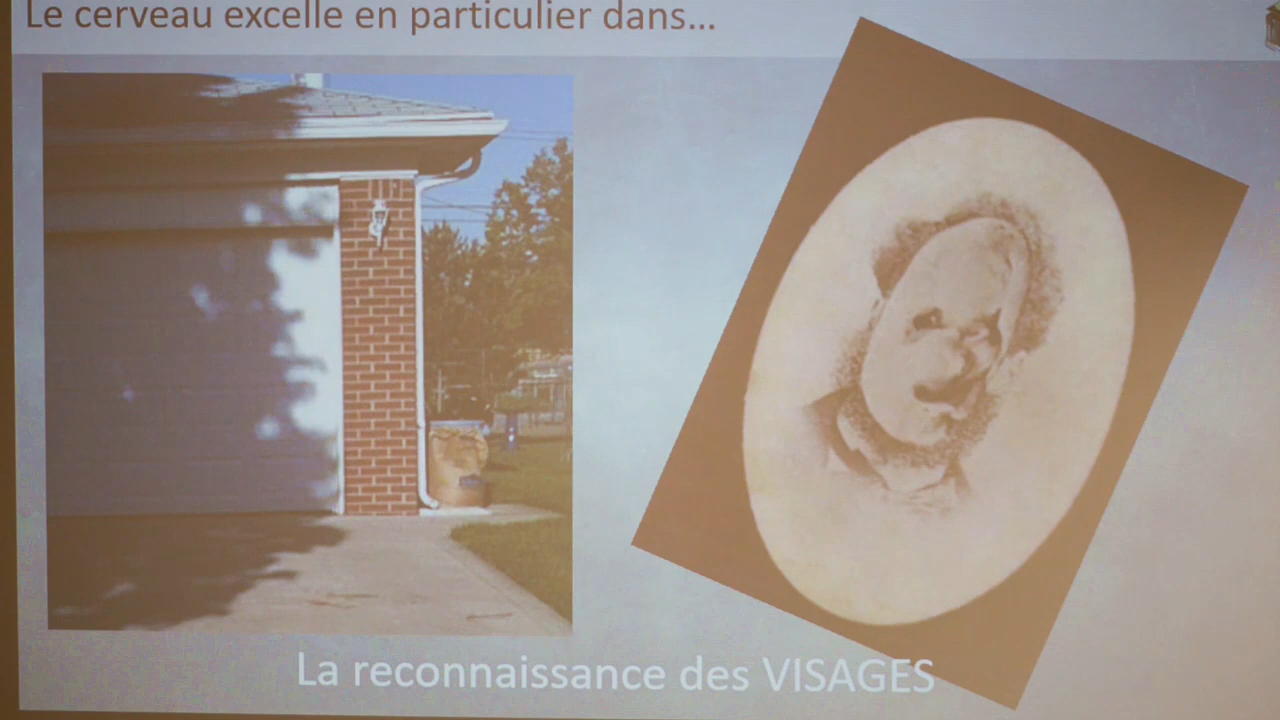 Le cerveau excelle en particulier dans...
La reconnaissance des VISAGES